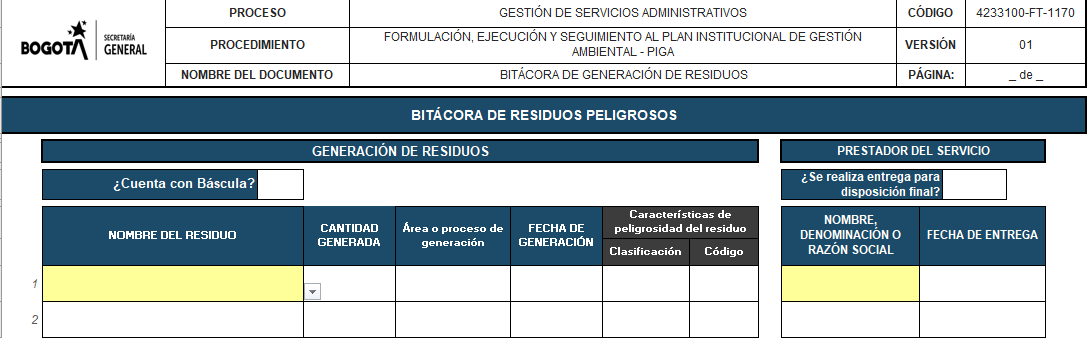 PROCESO
GESTIÓN DE SERVICIOS ADMINISTRATIVOS
CÓDIGO
4233100-FT-1170
BOGOTÁ
SECRETARÍA
GENERAL
PROCEDIMIENTO
FORMULACIÓN, EJECUCIÓN Y SEGUIMIENTO AL PLAN INSTITUCIONAL DE GESTIÓN
AMBIENTAL - PIGA
VERSIÓN
01
NOMBRE DEL DOCUMENTO
BITÁCORA DE GENERACIÓN DE RESIDUOS
PÁGINA:
_ de _
BITÁCORA DE RESIDUOS PELIGROSOS
GENERACIÓN DE RESIDUOS
PRESTADOR DEL SERVICIO
¿Cuenta con Báscula?
¿Se realiza entrega para
disposición final?
NOMBRE DEL RESIDUO
CANTIDAD
GENERADA
Área o proceso de
generación
FECHA DE
GENERACIÓN
Características de
peligrosidad del residuo
Clasificación
Código
NOMBRE,
DENOMINACIÓN O
RAZÓN SOCIAL
FECHA DE ENTREGA
1
2